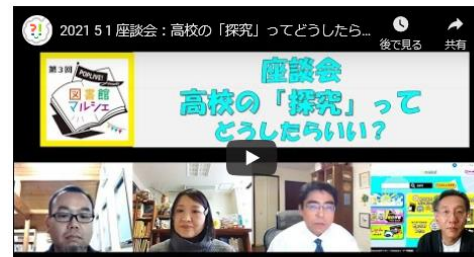 2021 5 1 座談会：高校の「探究」ってどうしたら...
後で見る
共有
第3回
POPLIVE!
図書館
マルシェ
座談会
高校の「探究」って
どうしたらいい？